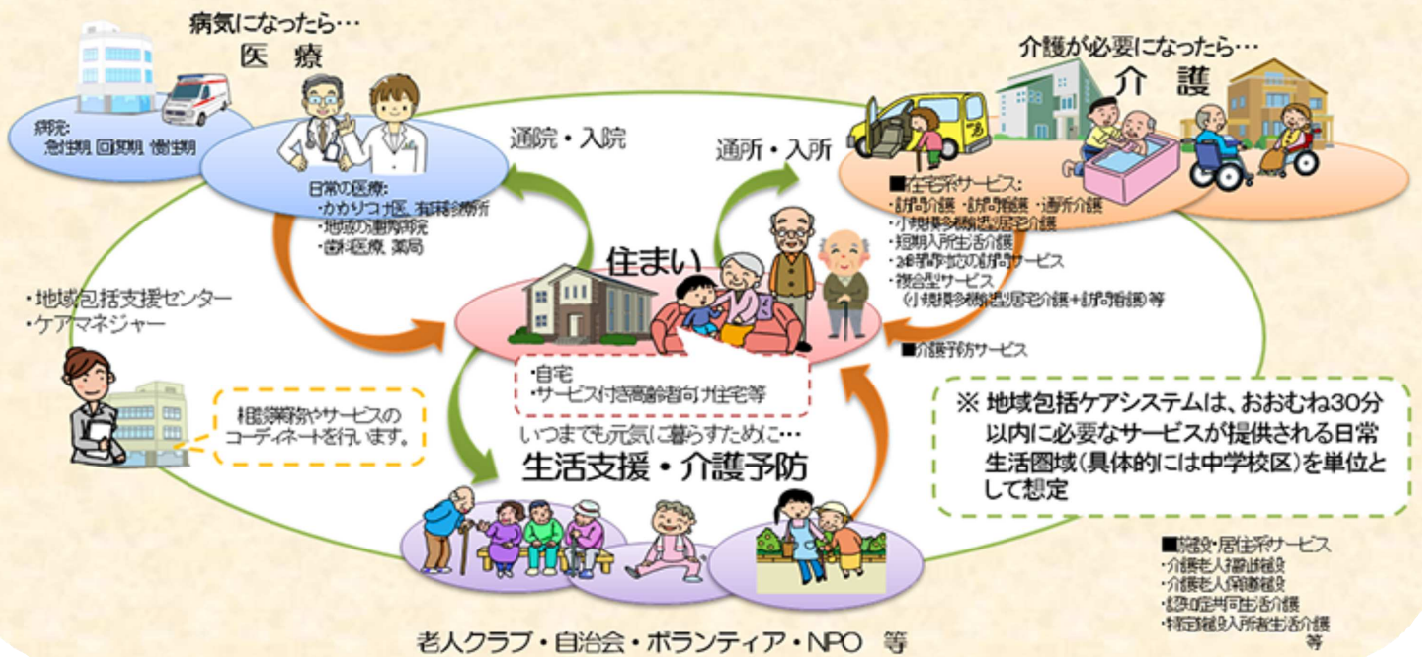 病気になったら…
医 療
病院:
急性期、回復期、慢性期
日常の医療:
・かかりつけ医、有床診療所
・地域の連携病院
・歯科医療、薬局
通院・入院
通所・入所
介護が必要になったら…
介 護
■在宅系サービス:
・訪問介護・訪問看護・通所介護
・小規模多機能型居宅介護
・短期入所生活介護
・24時間対応の訪問サービス
・複合型サービス
(小規模多機能型居宅介護+訪問看護)等
■介護予防サービス
住まい
・自宅
・サービス付き高齢者向け住宅等
・地域包括支援センター
・ケアマネジャー
相談業務やサービスの
コーディネートを行います。
いつまでも元気に暮らすために…
生活支援・介護予防
※ 地域包括ケアシステムは、おおむね30分
以内に必要なサービスが提供される日常
生活圏域(具体的には中学校区)を単位と
して想定
■施設・居住系サービス
・介護老人福祉施設
・介護老人保健施設
・認知症共同生活介護
・特定施設入所者生活介護
等
老人クラブ・自治会・ボランティア・NPO 等